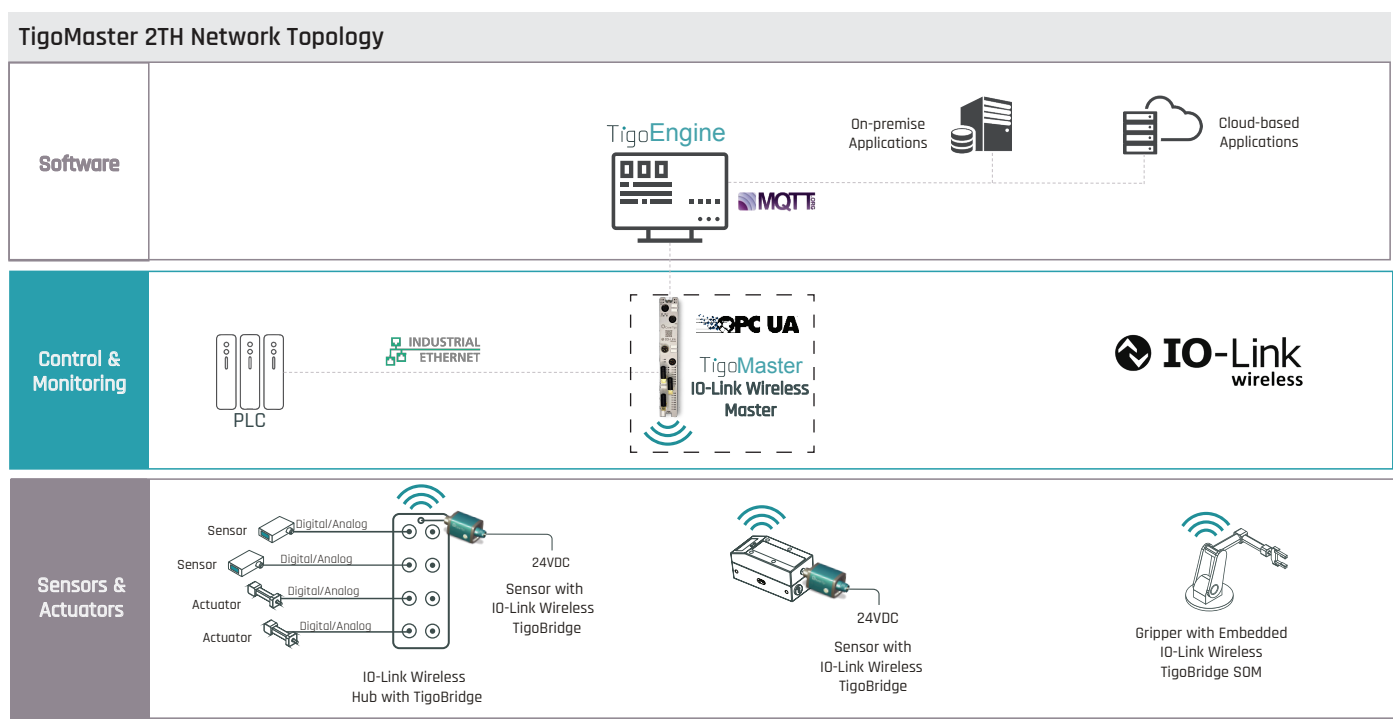 TigoMaster 2TH Network Topology
Software
TigoEngine
MQTT.ORG
On-premise
Applications
Cloud-based
Applications
Control &
Monitoring
PLC
INDUSTRIAL
ETHERNET
OPC UA
TigoMaster
IO-Link Wireless
Master
IO-Link
wireless
Sensors &
Actuators
Sensor
Digital/Analog
Sensor
Digital/Analog
Actuator
Digital/Analog
Actuator
Digital/Analog
IO-Link Wireless
Hub with TigoBridge
24VDC
Sensor with
IO-Link Wireless
TigoBridge
24VDC
Sensor with
IO-Link Wireless
TigoBridge
Gripper with Embedded
IO-Link Wireless
TigoBridge SOM